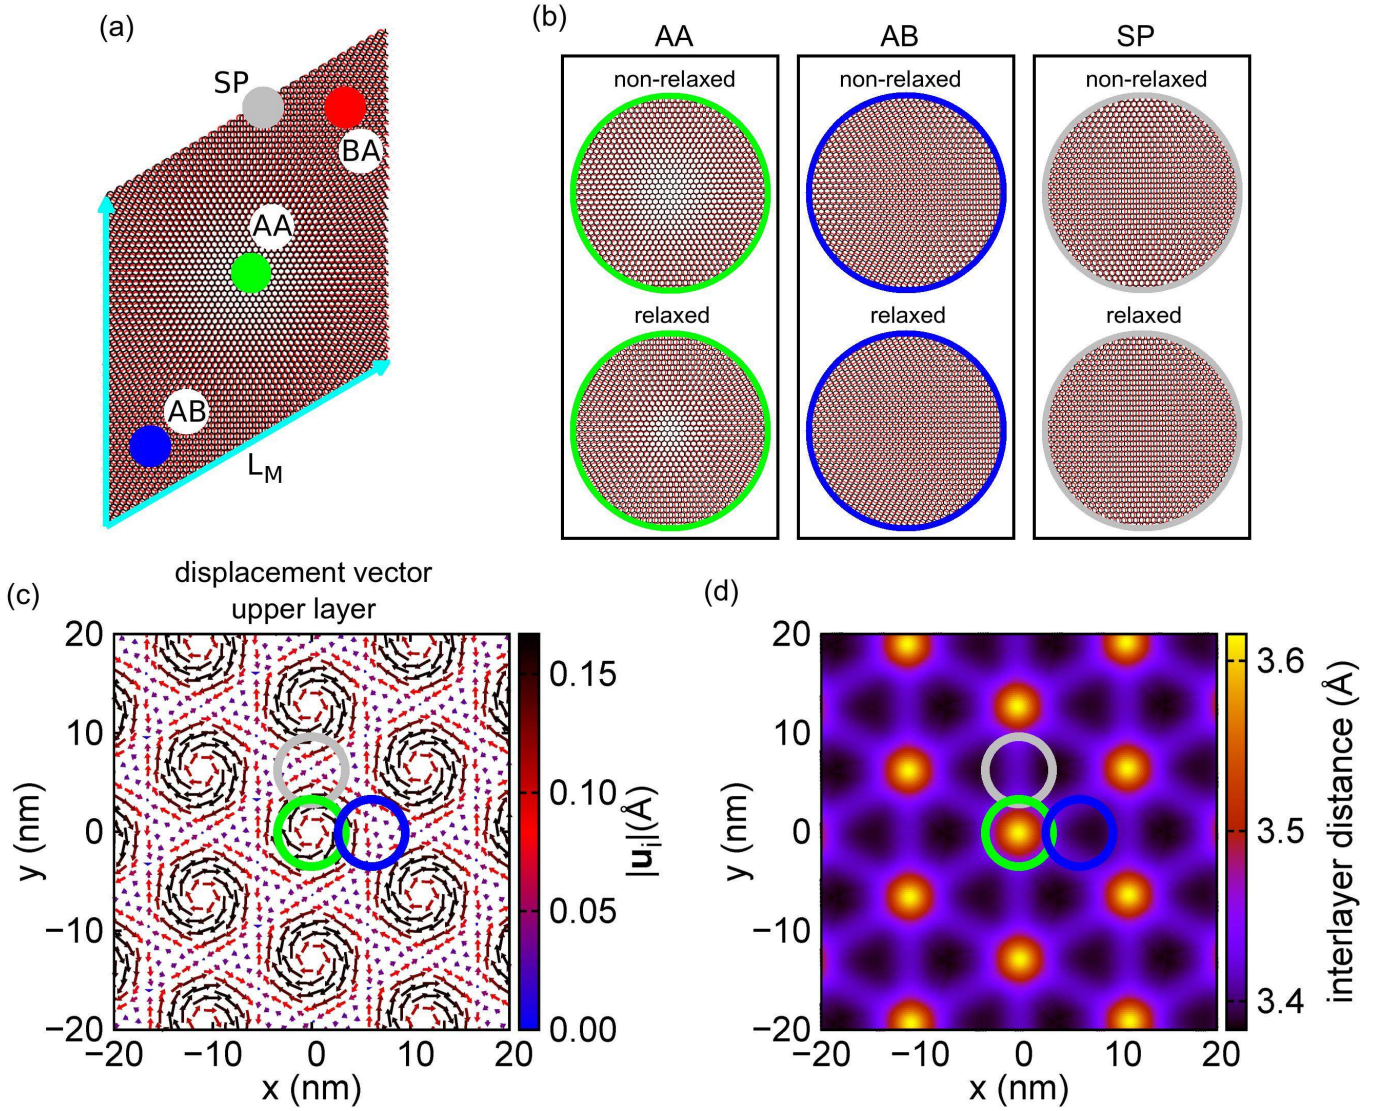 (a)
SP
BA
AA
AB
L_M
(b)
AA
AB
SP
non-relaxed
non-relaxed
non-relaxed
relaxed
relaxed
relaxed
(c)
displacement vector
upper layer
20
10
0
−10
−20
y (nm)
−20
−10
0
10
20
x (nm)
0.15
0.10
0.05
0.00
|u_i|(Å)
(d)
20
10
0
−10
−20
y (nm)
−20
−10
0
10
20
x (nm)
3.6
3.5
3.4
interlayer distance (Å)